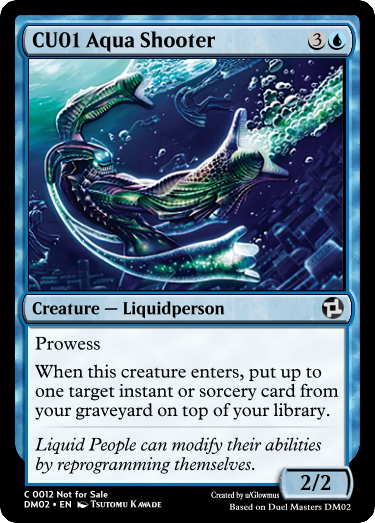 CU01 Aqua Shooter 3
Creature — Liquidperson
Prowess
When this creature enters, put up to
one target instant or sorcery card from
your graveyard on top of your library.
Liquid People can modify their abilities
by reprogramming themselves.
2/2
C 0012 Not for Sale
DM02 • EN Tsutomu Kawade
Created by u/Glowmus
Based on Duel Masters DM02